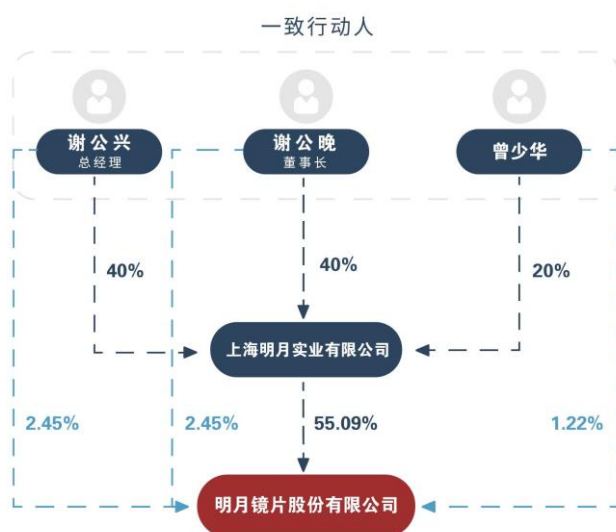 一致行动人
谢公兴
总经理
谢公晚
董事长
曾少华
40%
40%
20%
上海明月实业有限公司
2.45%
2.45%
55.09%
1.22%
明月镜片股份有限公司